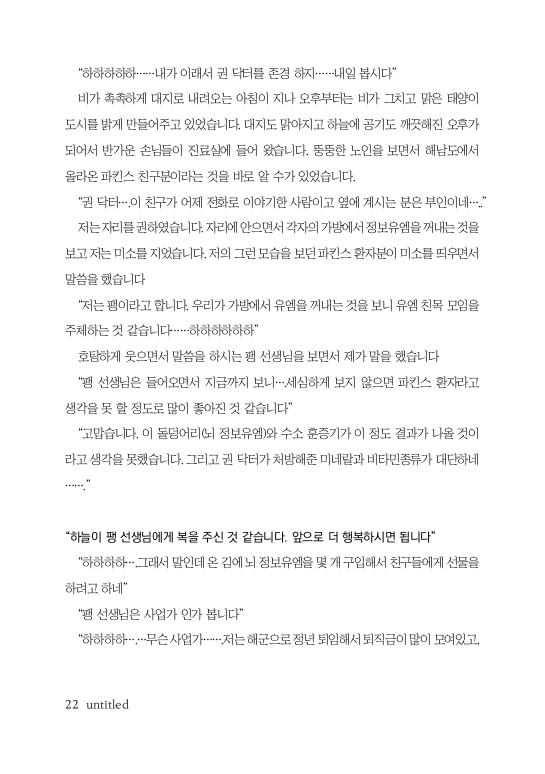 “하하하하하……내가 이래서 권 닥터를 존경 하지……내일 봅시다”
비가 촉촉하게 대지로 내려오는 아침이 지나 오후부터는 비가 그치고 맑은 태양이
도시를 밝게 만들어주고 있었습니다. 대지도 맑아지고 하늘에 공기도 깨끗해진 오후가
되어서 반가운 손님들이 진료실에 들어 왔습니다. 뚱뚱한 노인을 보면서 해남도에서
올라온 파킨스 친구분이라는 것을 바로 알 수가 있었습니다.
“권 닥터….이 친구가 어제 전화로 이야기한 사람이고 옆에 계시는 분은 부인이네…..”
저는 자리를 권하였습니다. 자리에 안으면서 각자의 가방에서 정보유엠을 꺼내는 것을
보고 저는 미소를 지었습니다. 저의 그런 모습을 보던 파킨스 환자분이 미소를 띄우면서
말씀을 했습니다
“저는 팽이라고 합니다. 우리가 가방에서 유엠을 꺼내는 것을 보니 유엠 친목 모임을
주체하는 것 같습니다……하하하하하하”
호탕하게 웃으면서 말씀을 하시는 팽 선생님을 보면서 제가 말을 했습니다
“팽 선생님은 들어오면서 지금까지 보니…세심하게 보지 않으면 파킨스 환자라고
생각을 못 할 정도로 많이 좋아진 것 같습니다”
“고맙습니다. 이 돌덩어리(뇌 정보유엠)와 수소 훈증기가 이 정도 결과가 나올 것이
라고 생각을 못했습니다. 그리고 권 닥터가 처방해준 미네랄과 비타민종류가 대단하네
…….”
“하늘이 팽 선생님에게 복을 주신 것 같습니다. 앞으로 더 행복하시면 됩니다”
“하하하하….그래서 말인데 온 김에 뇌 정보유엠을 몇 개 구입해서 친구들에게 선물을
하려고 하네”
“팽 선생님은 사업가 인가 봅니다”
“하하하하….…무슨 사업가…….저는 해군으로 정년 퇴임해서 퇴직금이 많이 모여있고,
22 untitled